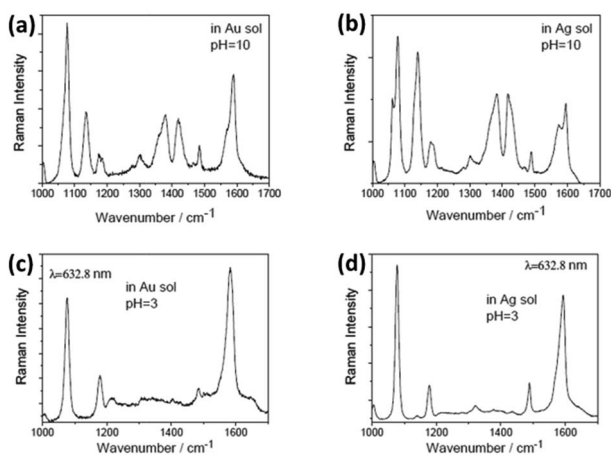 (a)
in Au sol
pH=10
Raman Intensity
1000 1100 1200 1300 1400 1500 1600 1700
Wavenumber / cm⁻¹
(b)
in Ag sol
pH=10
Raman Intensity
1000 1100 1200 1300 1400 1500 1600 1700
Wavenumber / cm⁻¹
(c)
λ=632.8 nm
in Au sol
pH=3
Raman Intensity
1000 1200 1400 1600
Wavenumber / cm⁻¹
(d)
λ=632.8 nm
in Ag sol
pH=3
Raman Intensity
1000 1200 1400 1600
Wavenumber / cm⁻¹